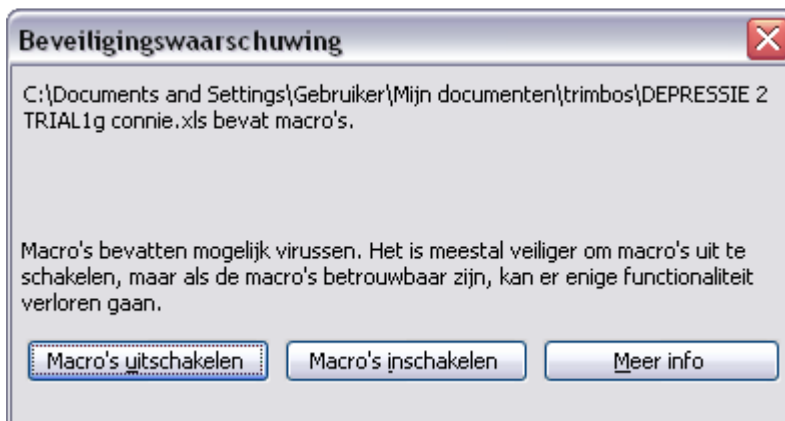 Beveiligingswaarschuwing
C:\Documents and Settings\Gebruiker\Mijn documenten\trimbos\DEPRESSIE 2
TRIAL1g connie.xls bevat macro's.
Macro's bevatten mogelijk virussen. Het is meestal veiliger om macro's uit te
schakelen, maar als de macro's betrouwbaar zijn, kan er enige functionaliteit
verloren gaan.
Macro's uitschakelen Macro's inschakelen Meer info